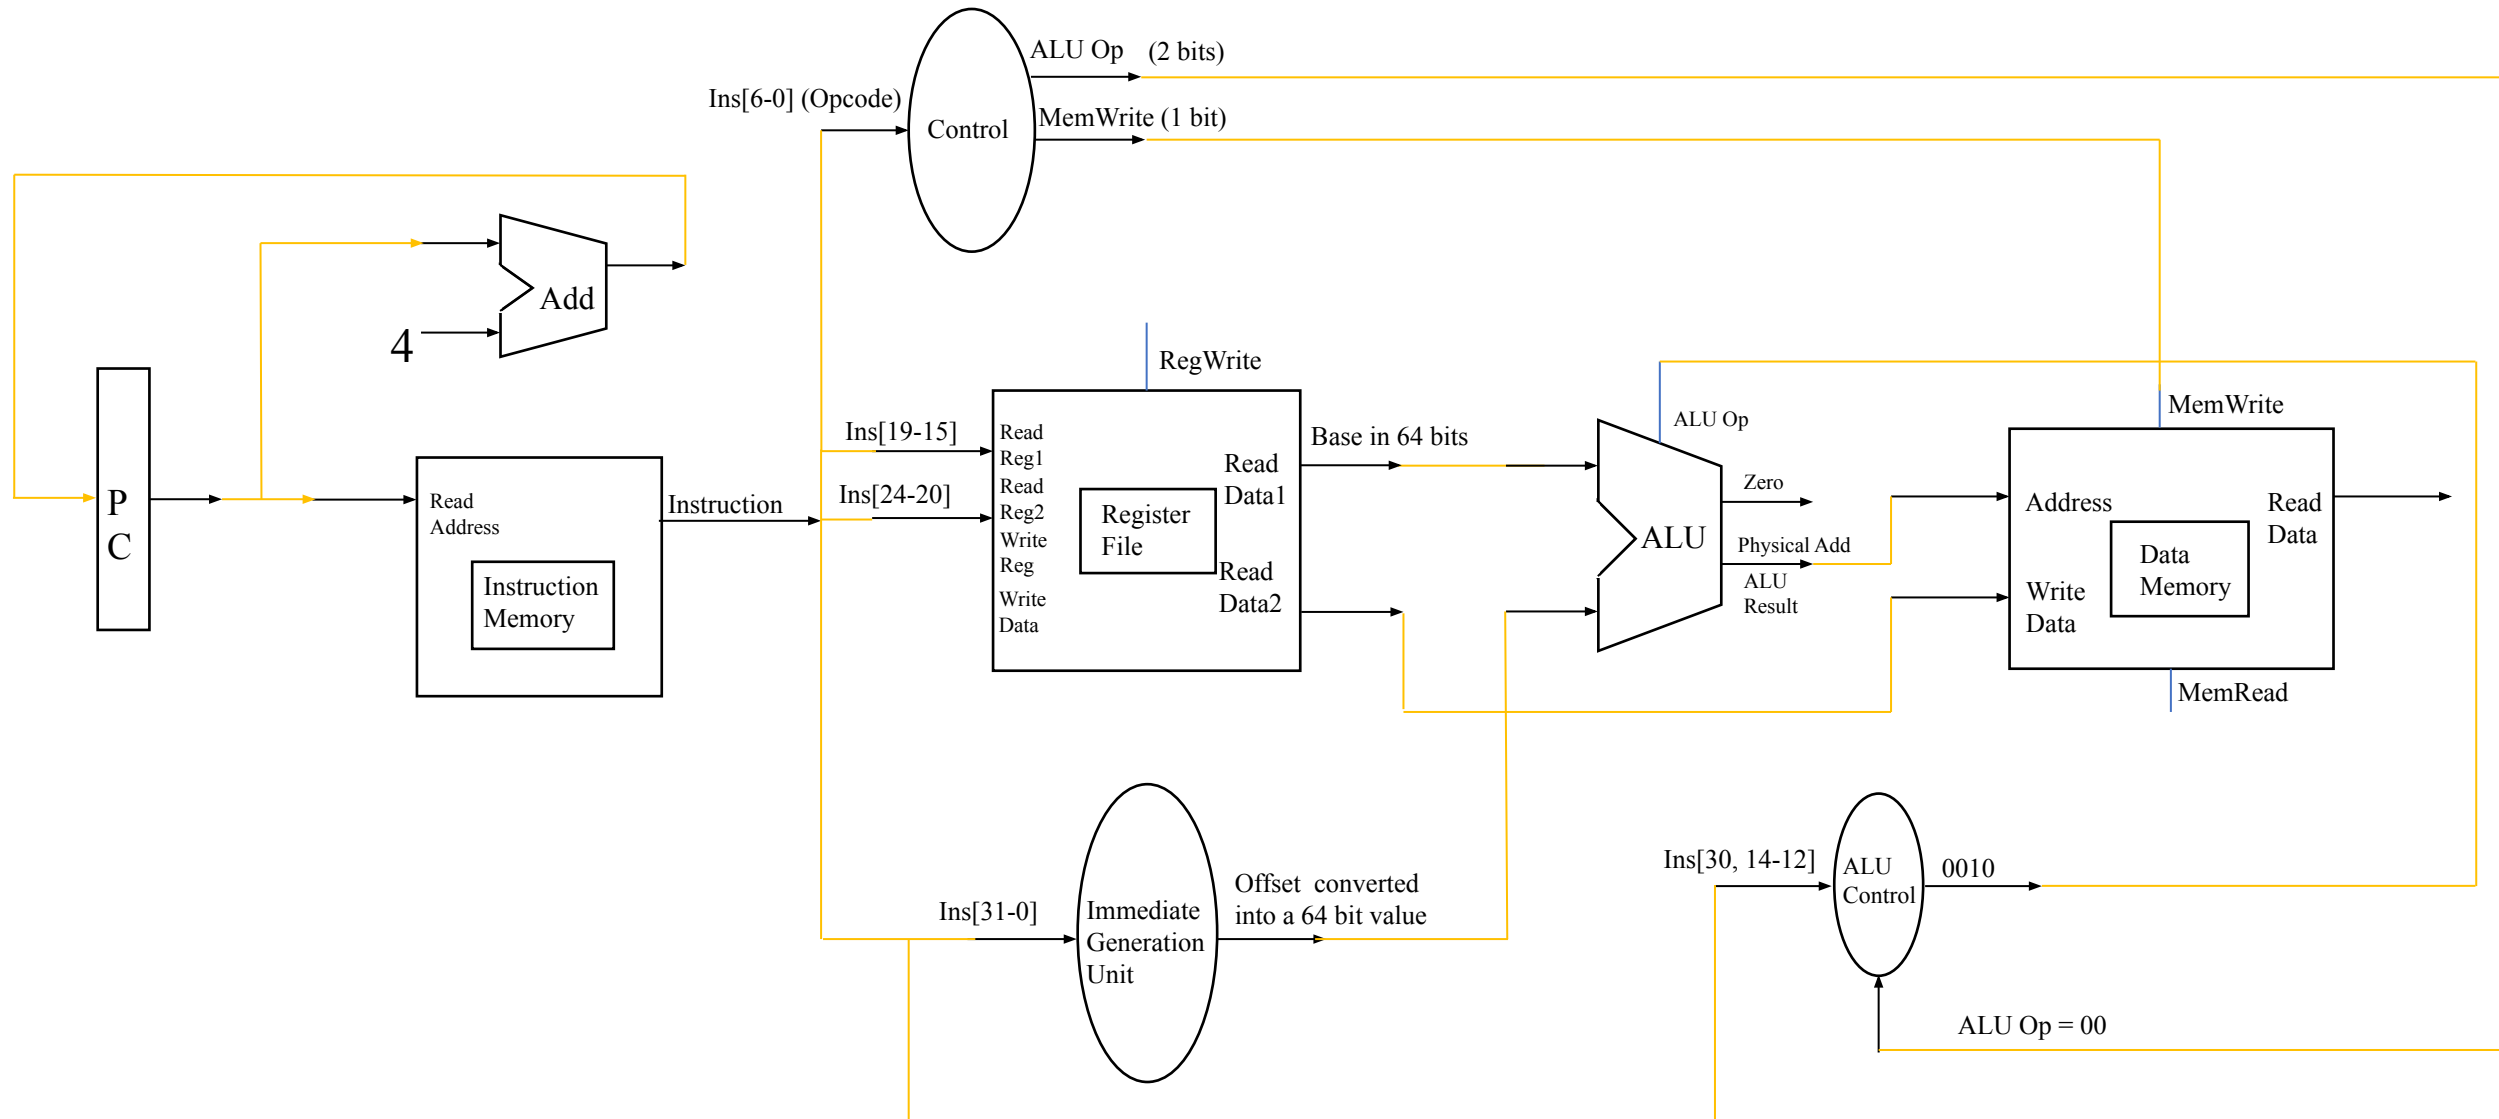 ALU Op (2 bits)
Ins[6-0] (Opcode)
MemWrite (1 bit)
Control
Add
4
RegWrite
MemWrite
ALU Op
P
C
Read
Address
Instruction
Memory
Instruction
Ins[19-15]
Ins[24-20]
Read
Reg1
Read
Reg2
Write
Reg
Write
Data
Register
File
Read
Data1
Read
Data2
Base in 64 bits
ALU
Zero
Physical Add
ALU
Result
Address
Write
Data
Data
Memory
Read
Data
MemRead
Ins[31-0]
Immediate
Generation
Unit
Offset converted
into a 64 bit value
Ins[30, 14-12]
ALU
Control
0010
ALU Op = 00